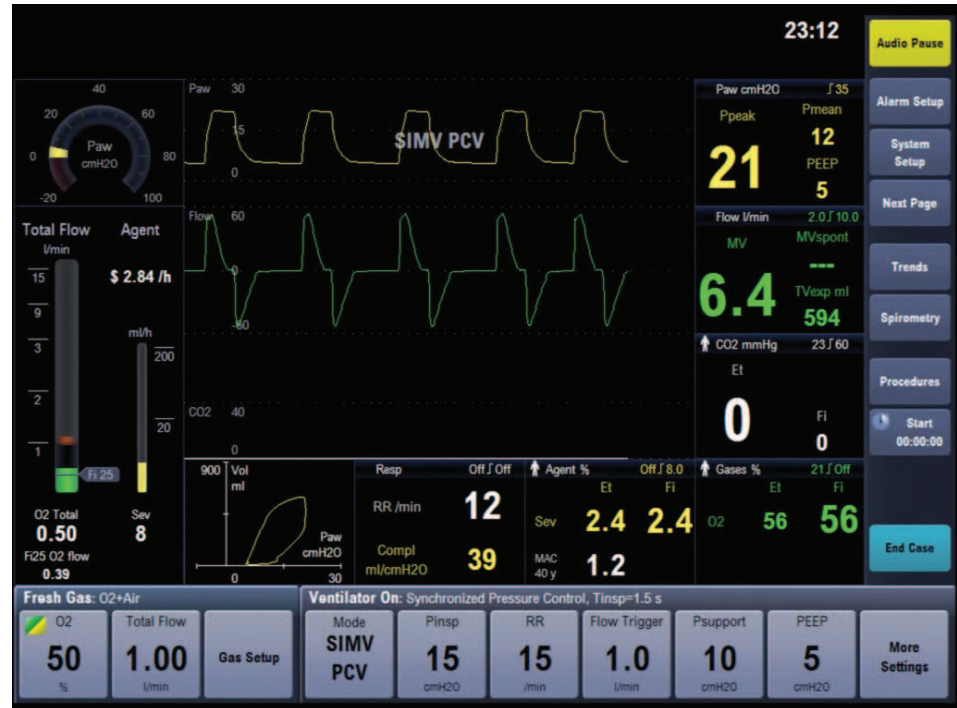 23:12
Audio Pause
Alarm Setup
System
Setup
Next Page
Trends
Spirometry
Procedures
Start
00:00:00
End Case
40
20
60
Paw
cmH2O
0
80
-20
100
Paw 30
15
0
SIMV PCV
Paw cmH2O 35
Ppeak
Pmean
21
12
PEEP
5
Total Flow
l/min
Agent
15
9
3
2
1
$ 2.84 /h
ml/h
200
20
Fi 25
O2 Total
0.50
Fi25 O2 flow
0.39
Sev
8
Flow 60
0
-60
Flow l/min 2.0 ⌠ 10.0
MV
MVspont
6.4
---
TVexp ml
594
CO2 40
0
CO2 mmHg 23 ⌠ 60
Et
Fi
0
0
900 Vol
ml
Paw
cmH2O
0 30
Resp Off ⌠ Off
RR /min 12
Compl
ml/cmH2O 39
Agent % Off ⌠ 8.0
Et Fi
Sev 2.4 2.4
MAC
40 y 1.2
Gases % 21 ⌠ Off
Et Fi
O2 56 56
Fresh Gas: O2+Air
O2
50
%
Total Flow
1.00
l/min
Gas Setup
Ventilator On: Synchronized Pressure Control, Tinsp=1.5 s
Mode
SIMV
PCV
Pinsp
15
cmH2O
RR
15
/min
Flow Trigger
1.0
l/min
Psupport
10
cmH2O
PEEP
5
cmH2O
More
Settings